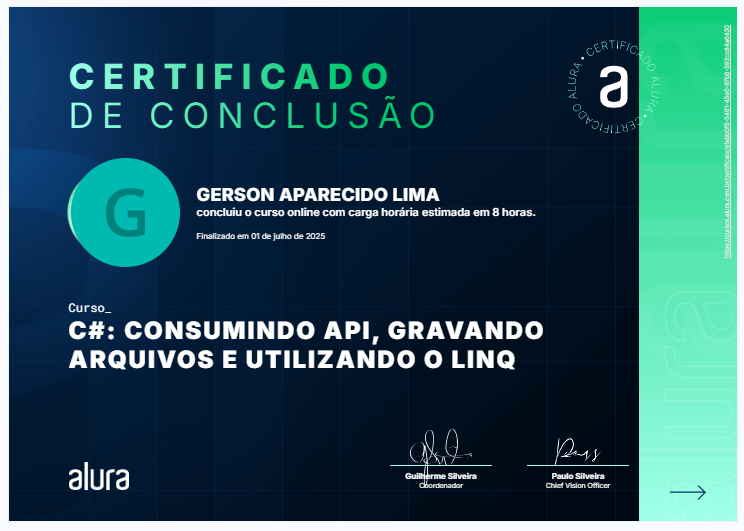 CERTIFICADO
DE CONCLUSÃO
CERTIFICADO ALURA • CERTIFICADO ALURA •
a
G
GERSON APARECIDO LIMA
concluiu o curso online com carga horária estimada em 8 horas.
Finalizado em 01 de julho de 2025
Curso_
C#: CONSUMINDO API, GRAVANDO
ARQUIVOS E UTILIZANDO O LINQ
Guilherme Silveira
Coordenador
Paulo Silveira
Chief Vision Officer
alura
alura